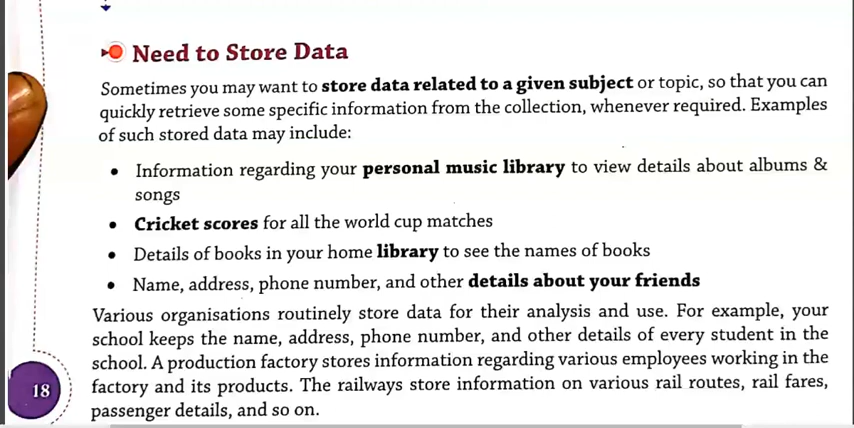 Need to Store Data
Sometimes you may want to store data related to a given subject or topic, so that you can
quickly retrieve some specific information from the collection, whenever required. Examples
of such stored data may include:
• Information regarding your personal music library to view details about albums &
songs
• Cricket scores for all the world cup matches
• Details of books in your home library to see the names of books
• Name, address, phone number, and other details about your friends
Various organisations routinely store data for their analysis and use. For example, your
school keeps the name, address, phone number, and other details of every student in the
school. A production factory stores information regarding various employees working in the
factory and its products. The railways store information on various rail routes, rail fares,
passenger details, and so on.
18